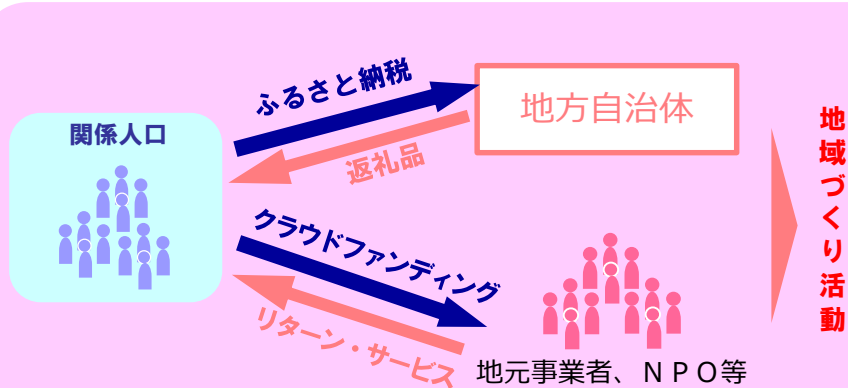 関係人口
ふるさと納税
返礼品
地方自治体
クラウドファンディング
リターン・サービス
地元事業者、ＮＰＯ等
地域づくり活動